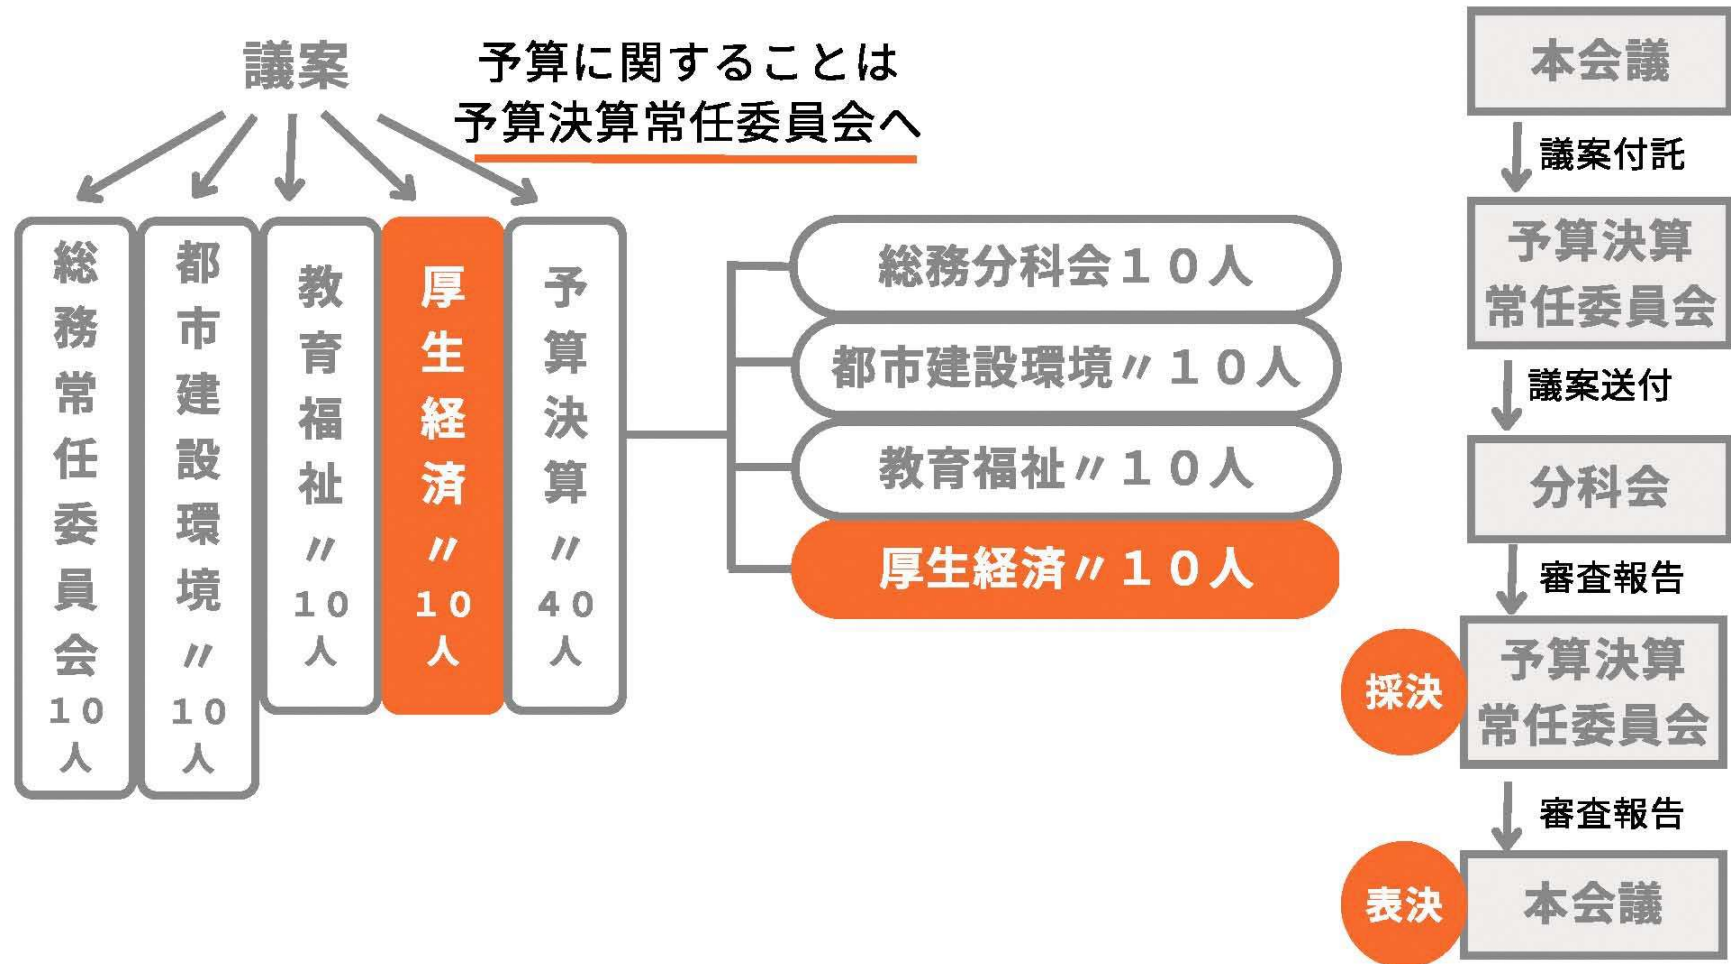 議案
予算に関することは
予算決算常任委員会へ
総務常任委員会10人
都市建設環境〃10人
教育福祉〃10人
厚生経済〃10人
予算決算〃40人
総務分科会10人
都市建設環境〃10人
教育福祉〃10人
厚生経済〃10人
本会議
議案付託
予算決算
常任委員会
議案送付
分科会
審査報告
採決
予算決算
常任委員会
審査報告
表決
本会議